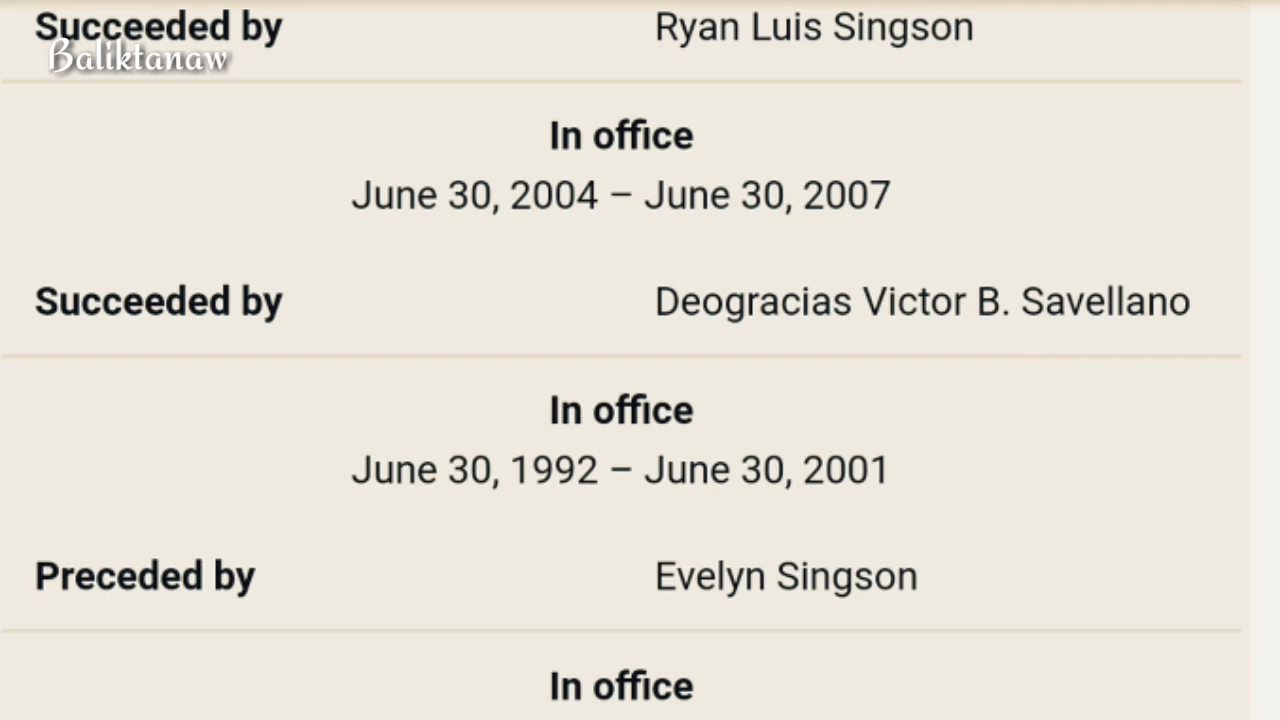 Succeeded by Ryan Luis Singson
Baliktanaw
In office
June 30, 2004 – June 30, 2007
Succeeded by Deogracias Victor B. Savellano
In office
June 30, 1992 – June 30, 2001
Preceded by Evelyn Singson
In office